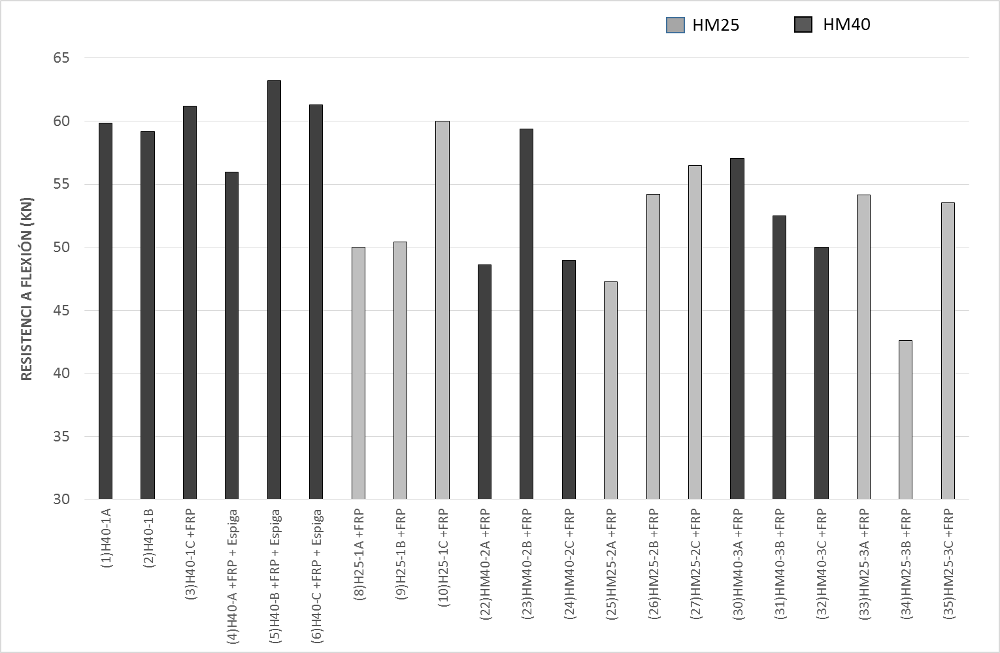 HM25
HM40
65
60
55
50
45
40
35
30
RESISTENCI A FLEXIÓN (KN)
(1)H40-1A
(2)H40-1B
(3)H40-1C +FRP
(4)H40-A +FRP + Espiga
(5)H40-B +FRP + Espiga
(6)H40-C +FRP + Espiga
(8)H25-1A +FRP
(9)H25-1B +FRP
(10)H25-1C +FRP
(22)HM40-2A +FRP
(23)HM40-2B +FRP
(24)HM40-2C +FRP
(25)HM25-2A +FRP
(26)HM25-2B +FRP
(27)HM25-2C +FRP
(30)HM40-3A +FRP
(31)HM40-3B +FRP
(32)HM40-3C +FRP
(33)HM25-3A +FRP
(34)HM25-3B +FRP
(35)HM25-3C +FRP